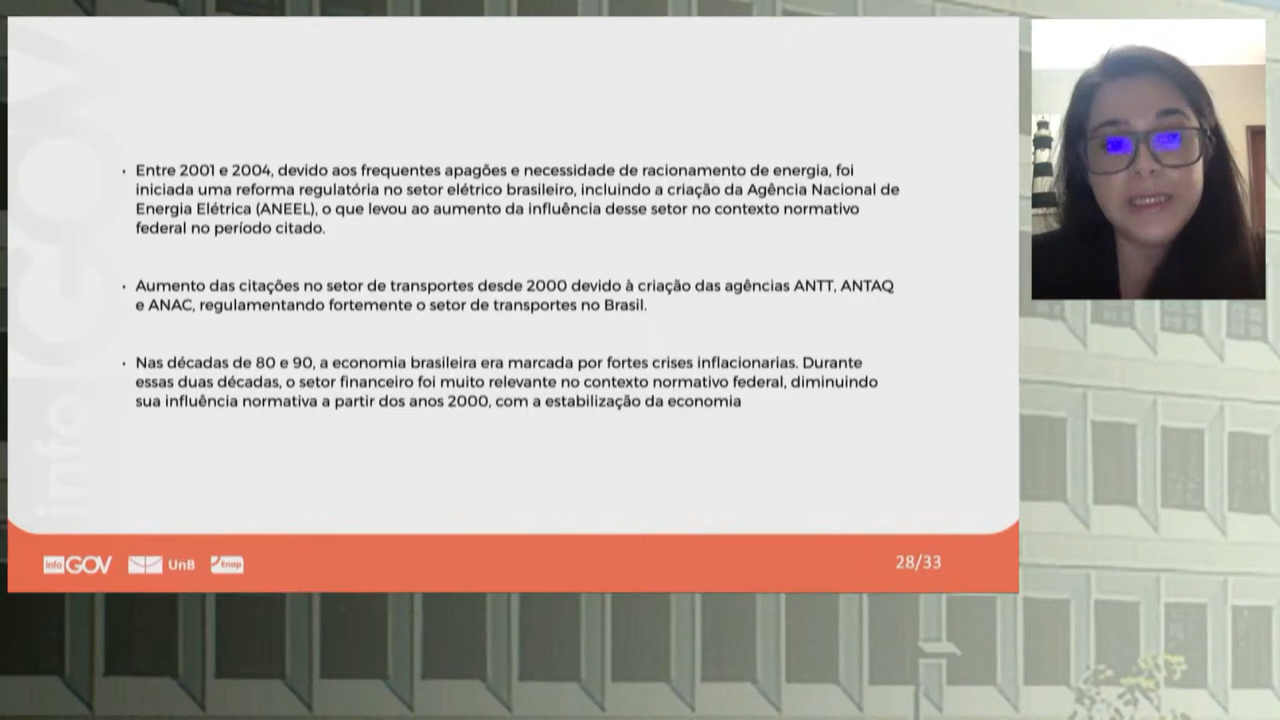 • Entre 2001 e 2004, devido aos frequentes apagões e necessidade de racionamento de energia, foi
iniciada uma reforma regulatória no setor elétrico brasileiro, incluindo a criação da Agência Nacional de
Energia Elétrica (ANEEL), o que levou ao aumento da influência desse setor no contexto normativo
federal no período citado.
• Aumento das citações no setor de transportes desde 2000 devido à criação das agências ANTT, ANTAQ
e ANAC, regulamentando fortemente o setor de transportes no Brasil.
• Nas décadas de 80 e 90, a economia brasileira era marcada por fortes crises inflacionarias. Durante
essas duas décadas, o setor financeiro foi muito relevante no contexto normativo federal, diminuindo
sua influência normativa a partir dos anos 2000, com a estabilização da economia
infoGOV
infoGOV UnB Enap
28/33